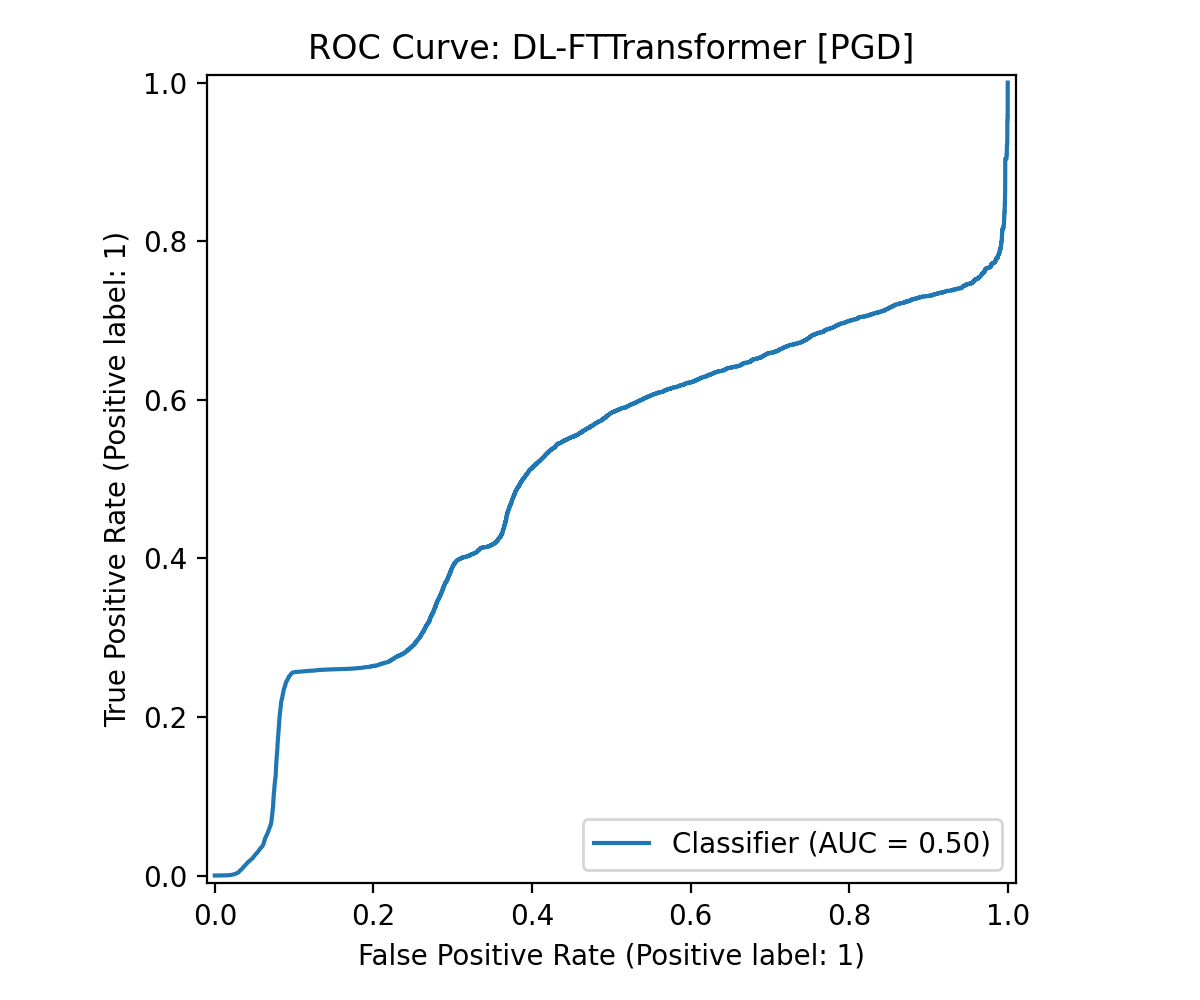 ROC Curve: DL-FTTransformer [PGD]
True Positive Rate (Positive label: 1)
1.0
0.8
0.6
0.4
0.2
0.0
Classifier (AUC = 0.50)
0.0 0.2 0.4 0.6 0.8 1.0
False Positive Rate (Positive label: 1)